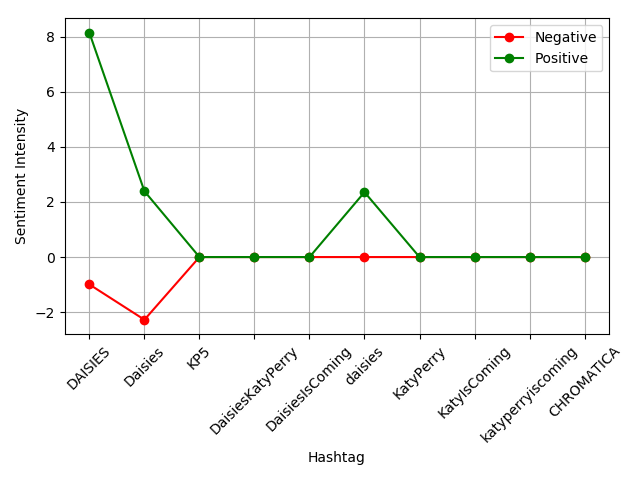 Negative
Positive
8
6
4
2
0
−2
Sentiment Intensity
DAISIES
Daisies
KP5
DaisiesKatyPerry
DaisiesIsComing
daisies
KatyPerry
KatyIsComing
katyperryiscoming
CHROMATICA
Hashtag